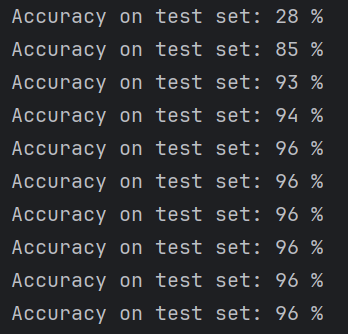 Accuracy on test set: 28 %
Accuracy on test set: 85 %
Accuracy on test set: 93 %
Accuracy on test set: 94 %
Accuracy on test set: 96 %
Accuracy on test set: 96 %
Accuracy on test set: 96 %
Accuracy on test set: 96 %
Accuracy on test set: 96 %
Accuracy on test set: 96 %